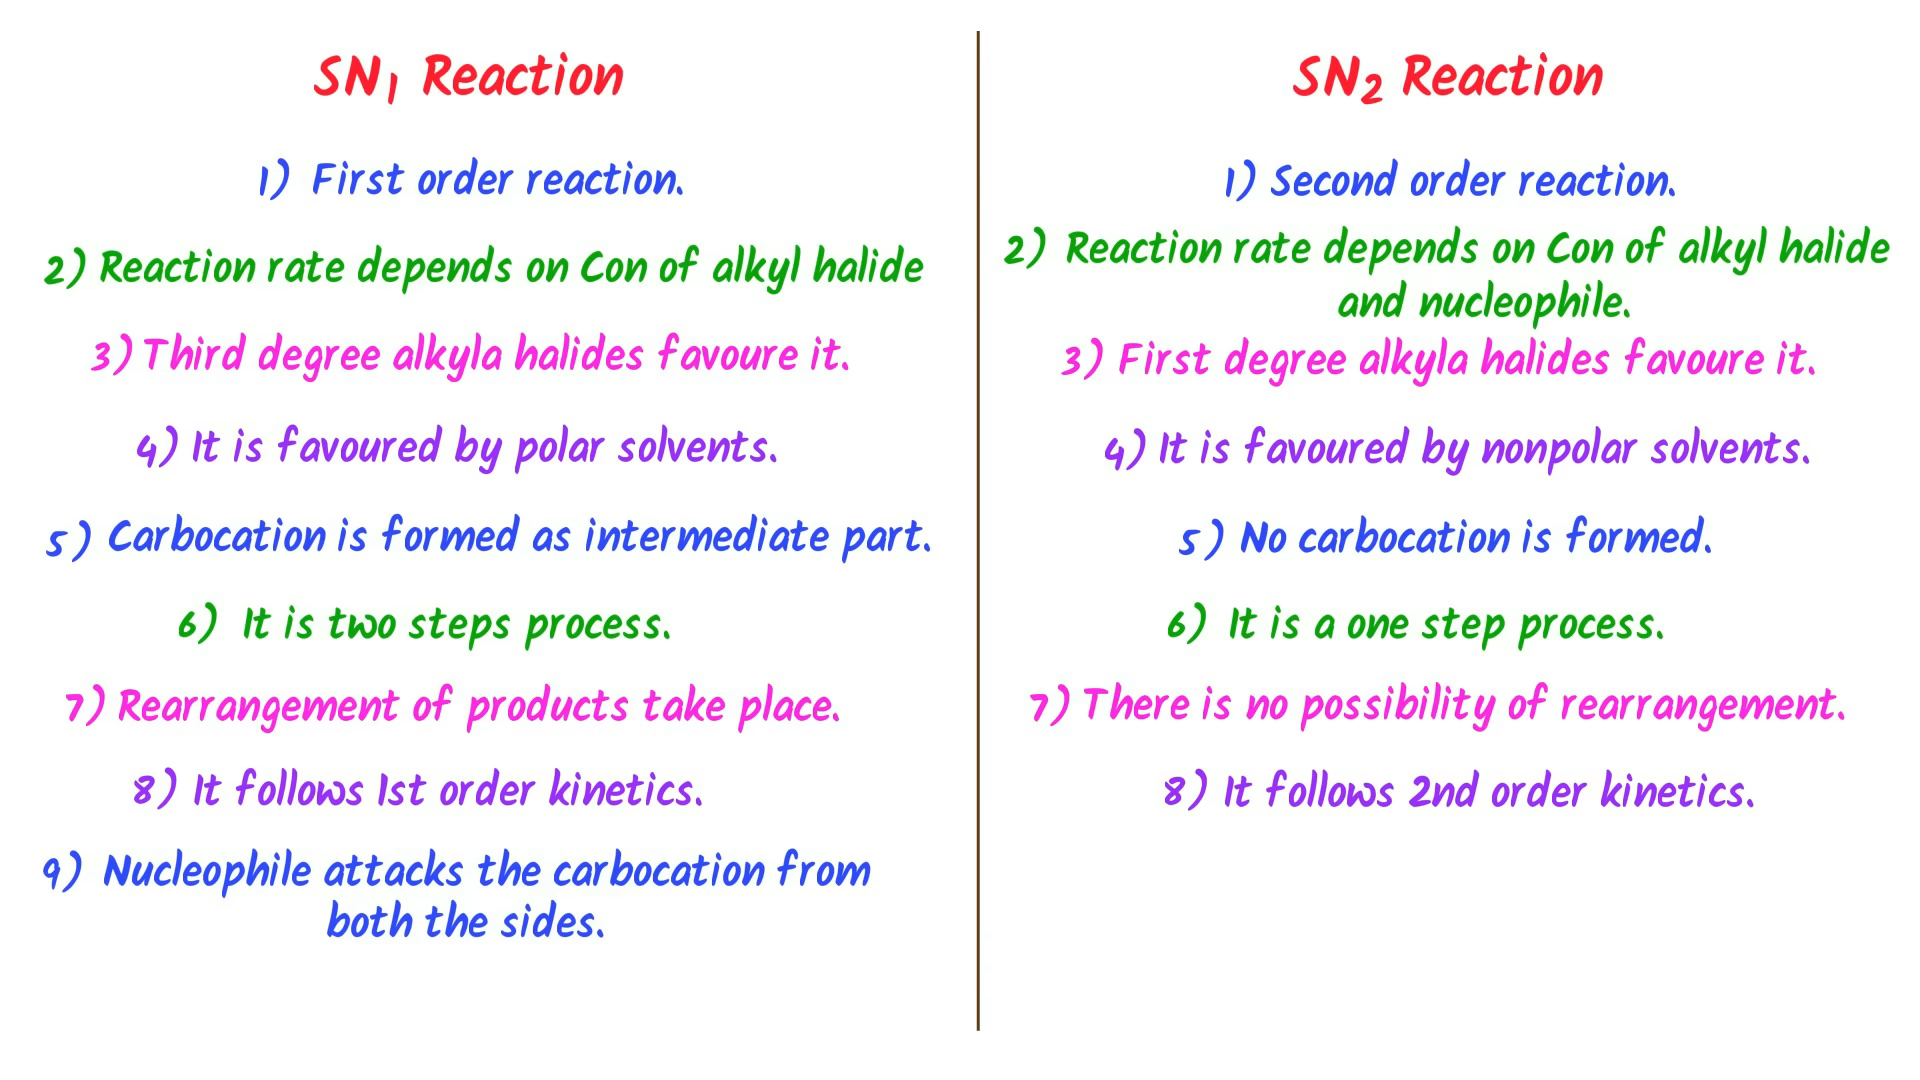 SN1 Reaction
1) First order reaction.
2) Reaction rate depends on Con of alkyl halide
3) Third degree alkyla halides favoure it.
4) It is favoured by polar solvents.
5) Carbocation is formed as intermediate part.
6) It is two steps process.
7) Rearrangement of products take place.
8) It follows 1st order kinetics.
9) Nucleophile attacks the carbocation from
both the sides.
SN2 Reaction
1) Second order reaction.
2) Reaction rate depends on Con of alkyl halide
and nucleophile.
3) First degree alkyla halides favoure it.
4) It is favoured by nonpolar solvents.
5) No carbocation is formed.
6) It is a one step process.
7) There is no possibility of rearrangement.
8) It follows 2nd order kinetics.